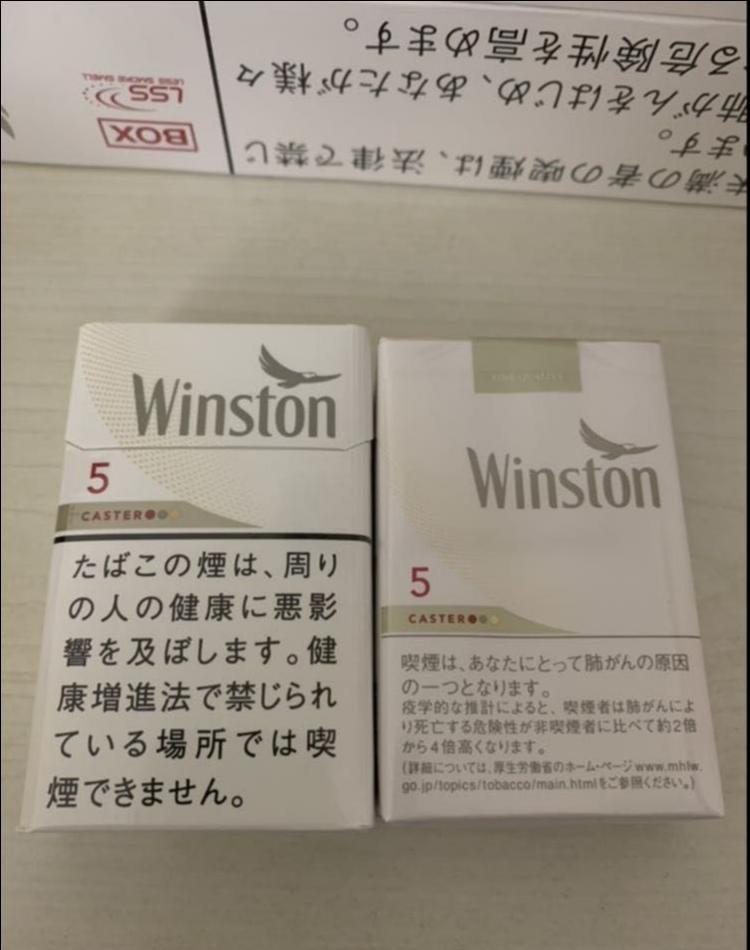 る危険性を高めます。
肺がんをはじめ、あなたが様々
います。
未満の者の喫煙は、法律で禁じ
LSS
LESS SMOKE SMELL
BOX
Winston
5
CASTER
たばこの煙は、周り
の人の健康に悪影
響を及ぼします。健
康増進法で禁じられ
ている場所では喫
煙できません。
FINE QUALITY
Winston
5
CASTER
喫煙は、あなたにとって肺がんの原因
の一つとなります。
疫学的な推計によると、喫煙者は肺がんによ
り死亡する危険性が非喫煙者に比べて約2倍
から4倍高くなります。
(詳細については、厚生労働省のホーム・ページwww.mhlw.
go.jp/topics/tobacco/main.htmlをご参照ください。)